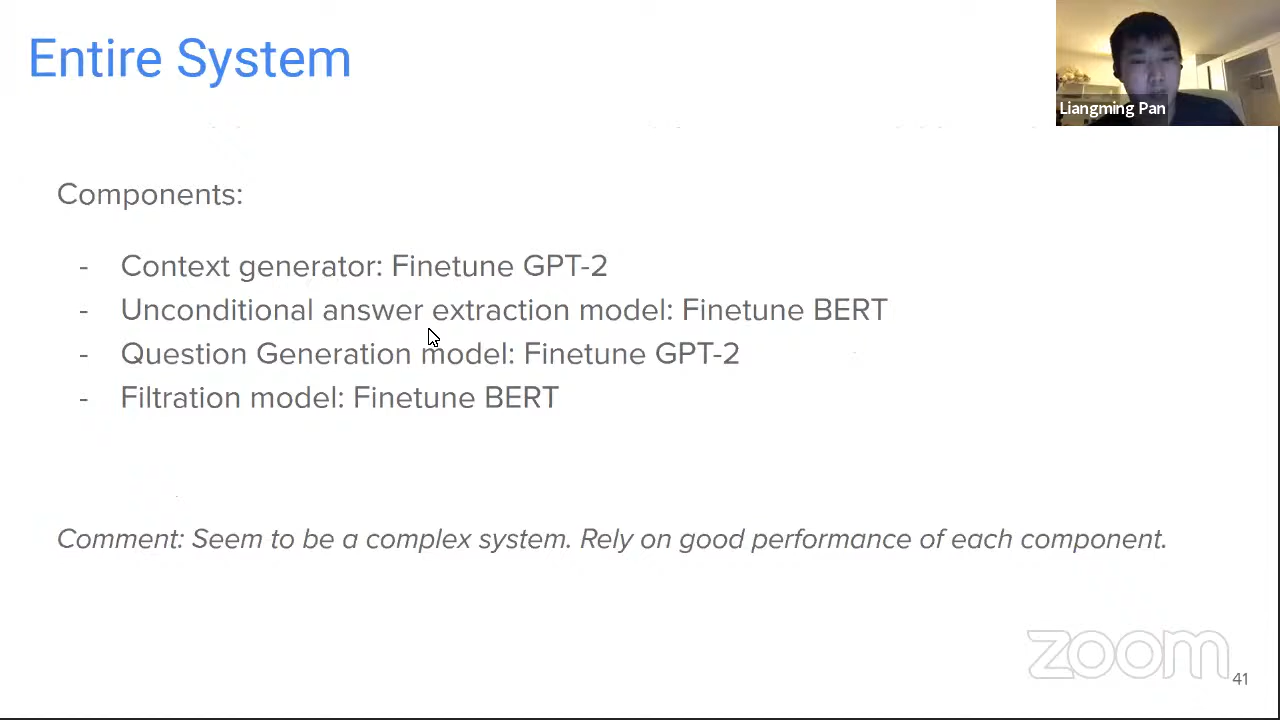 Entire System
Liangming Pan
Components:
- Context generator: Finetune GPT-2
- Unconditional answer extraction model: Finetune BERT
- Question Generation model: Finetune GPT-2
- Filtration model: Finetune BERT
Comment: Seem to be a complex system. Rely on good performance of each component.
zoom
41